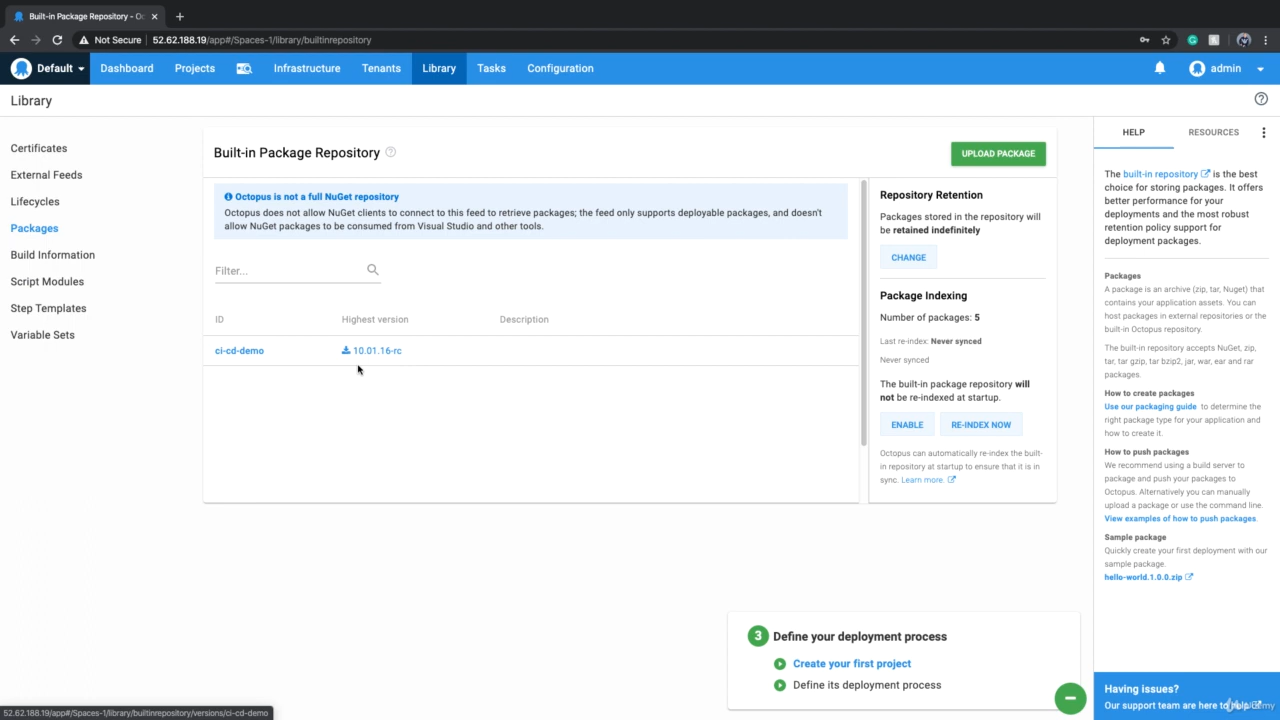 Built-in Package Repository - Oc
Not Secure
52.62.188.19/app#/Spaces-1/library/builtinrepository
Default
Dashboard
Projects
Infrastructure
Tenants
Library
Tasks
Configuration
admin
Library
Certificates
External Feeds
Lifecycles
Packages
Build Information
Script Modules
Step Templates
Variable Sets
Built-in Package Repository
UPLOAD PACKAGE
Octopus is not a full NuGet repository
Octopus does not allow NuGet clients to connect to this feed to retrieve packages; the feed only supports deployable packages, and doesn't
allow NuGet packages to be consumed from Visual Studio and other tools.
Filter...
ID
Highest version
Description
ci-cd-demo
10.01.16-rc
Repository Retention
Packages stored in the repository will
be retained indefinitely
CHANGE
Package Indexing
Number of packages: 5
Last re-index: Never synced
Never synced
The built-in package repository will
not be re-indexed at startup.
ENABLE
RE-INDEX NOW
Octopus can automatically re-index the built-
in repository at startup to ensure that it is in
sync. Learn more.
HELP
RESOURCES
The built-in repository is the best
choice for storing packages. It offers
better performance for your
deployments and the most robust
retention policy support for
deployment packages.
Packages
A package is an archive (zip, tar, Nuget) that
contains your application assets. You can
host packages in external repositories or the
built-in Octopus repository.
The built-in repository accepts NuGet, zip,
tar, tar gzip, tar bzip2, jar, war, ear and rar
packages.
How to create packages
Use our packaging guide to determine the
right package type for your application and
how to create it.
How to push packages
We recommend using a build server to
package and push your packages to
Octopus. Alternatively you can manually
upload a package or use the command line.
View examples of how to push packages.
Sample package
Quickly create your first deployment with our
sample package.
hello-world.1.0.0.zip
3
Define your deployment process
Create your first project
Define its deployment process
Having issues?
Our support team are here to help
Udemy
52.62.188.19/app#/Spaces-1/library/builtinrepository/versions/ci-cd-demo